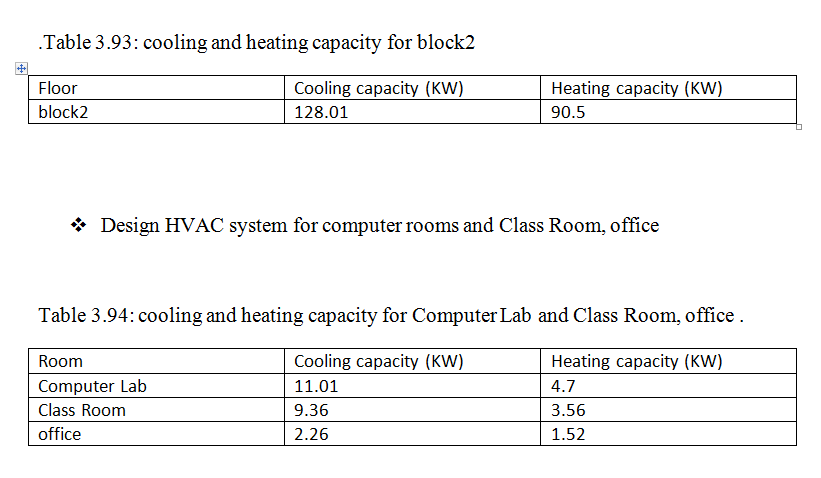 .Table 3.93: cooling and heating capacity for block2
Floor Cooling capacity (KW) Heating capacity (KW)
block2 128.01 90.5
❖ Design HVAC system for computer rooms and Class Room, office
Table 3.94: cooling and heating capacity for Computer Lab and Class Room, office .
Room Cooling capacity (KW) Heating capacity (KW)
Computer Lab 11.01 4.7
Class Room 9.36 3.56
office 2.26 1.52